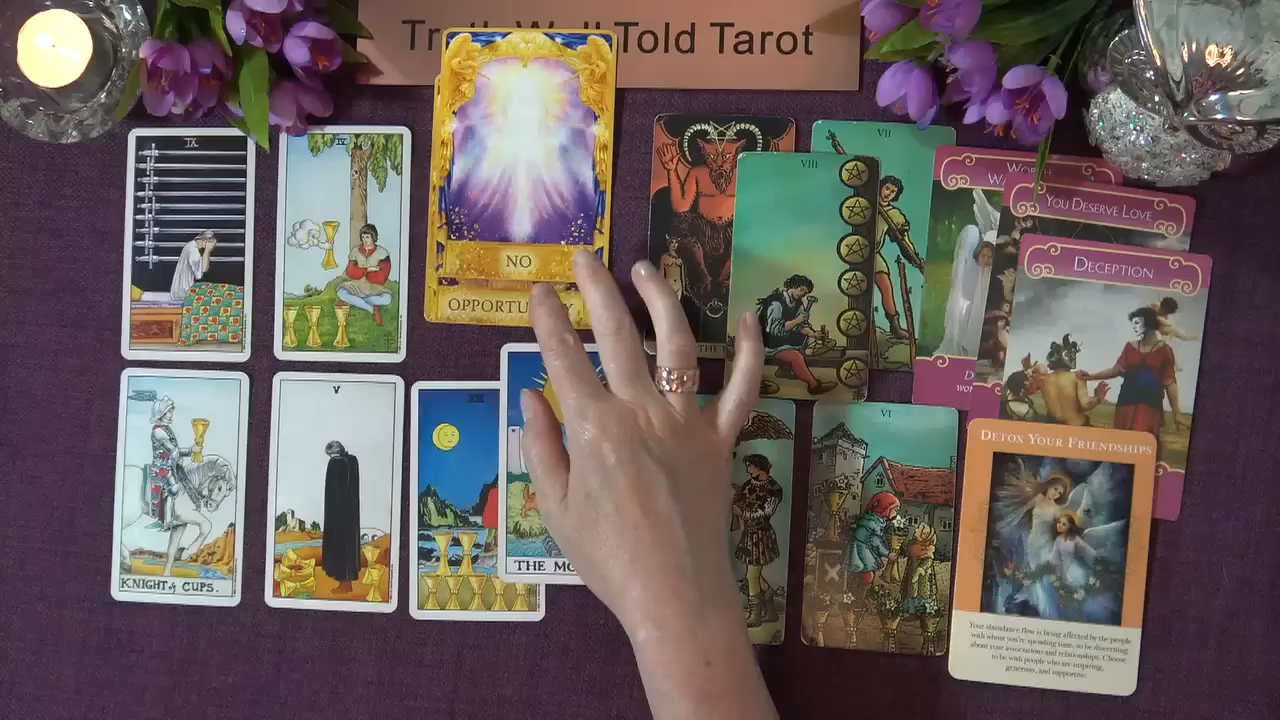 Told Tarot
IX
IV
NO
VIII
VII
YOU DESERVE LOVE
DECEPTION
KNIGHT of CUPS.
V
VI
DETOX YOUR FRIENDSHIPS
Your abundance flow is being affected by the people
with whom you're spending time, so be discerning
about your associations and relationships. Choose
to be with people who are inspiring,
generous, and supportive.